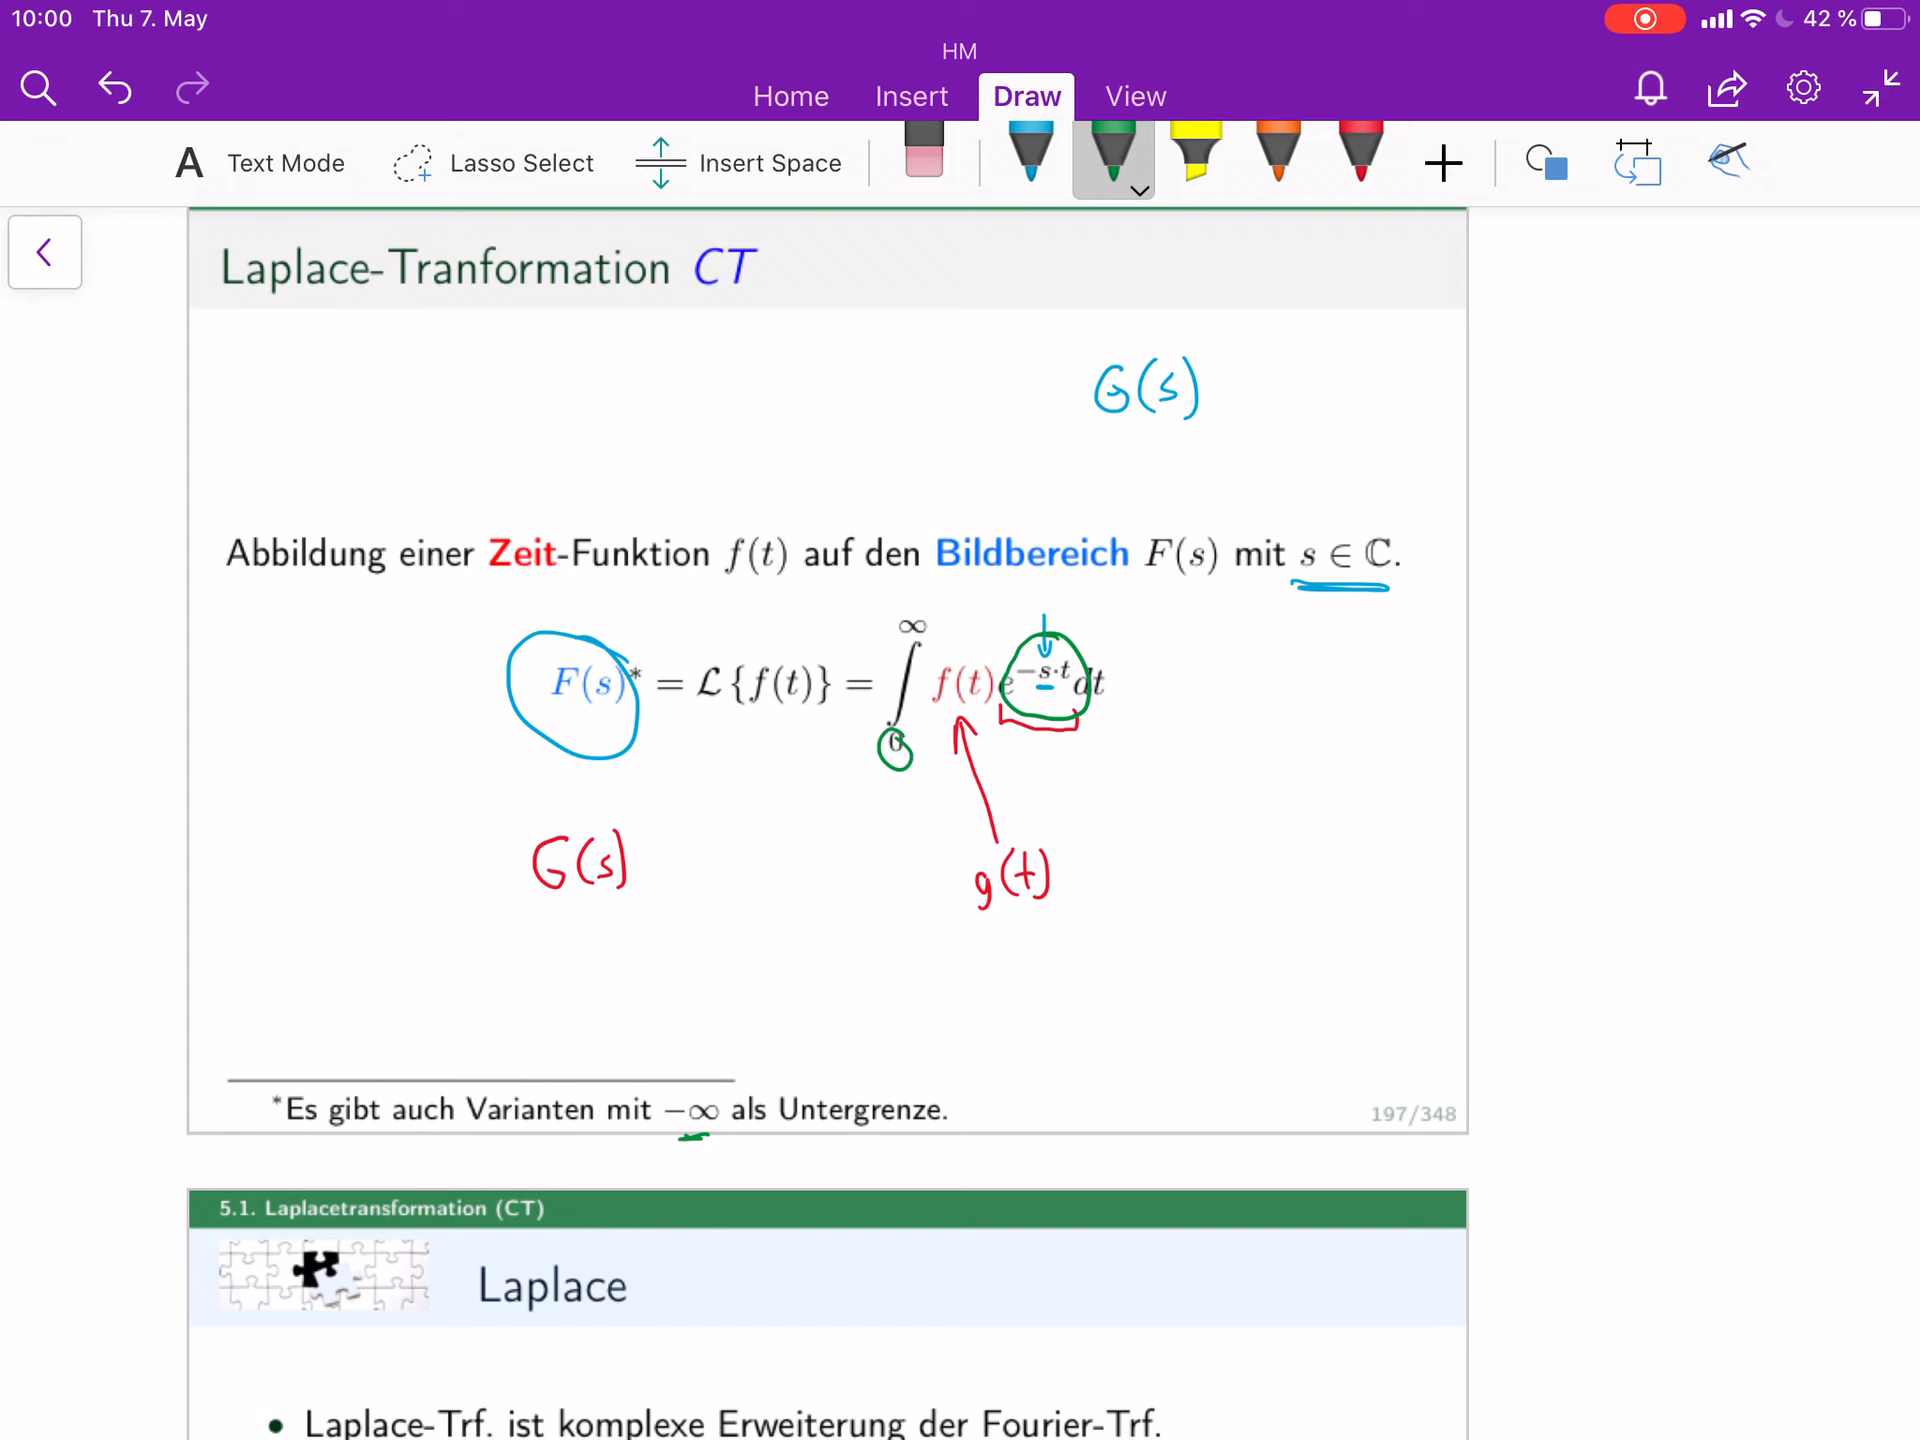 10:00 Thu 7. May 42 %
HM
Home Insert Draw View
A Text Mode Lasso Select Insert Space
Laplace-Tranformation CT
G(s)
Abbildung einer Zeit-Funktion f(t) auf den Bildbereich F(s) mit s ∈ ℂ.
F(s)* = ℒ{f(t)} = ∫₀^∞ f(t)e^{-s·t}dt
G(s) g(t)
*Es gibt auch Varianten mit −∞ als Untergrenze.
197/348
5.1. Laplacetransformation (CT)
Laplace
• Laplace-Trf. ist komplexe Erweiterung der Fourier-Trf.